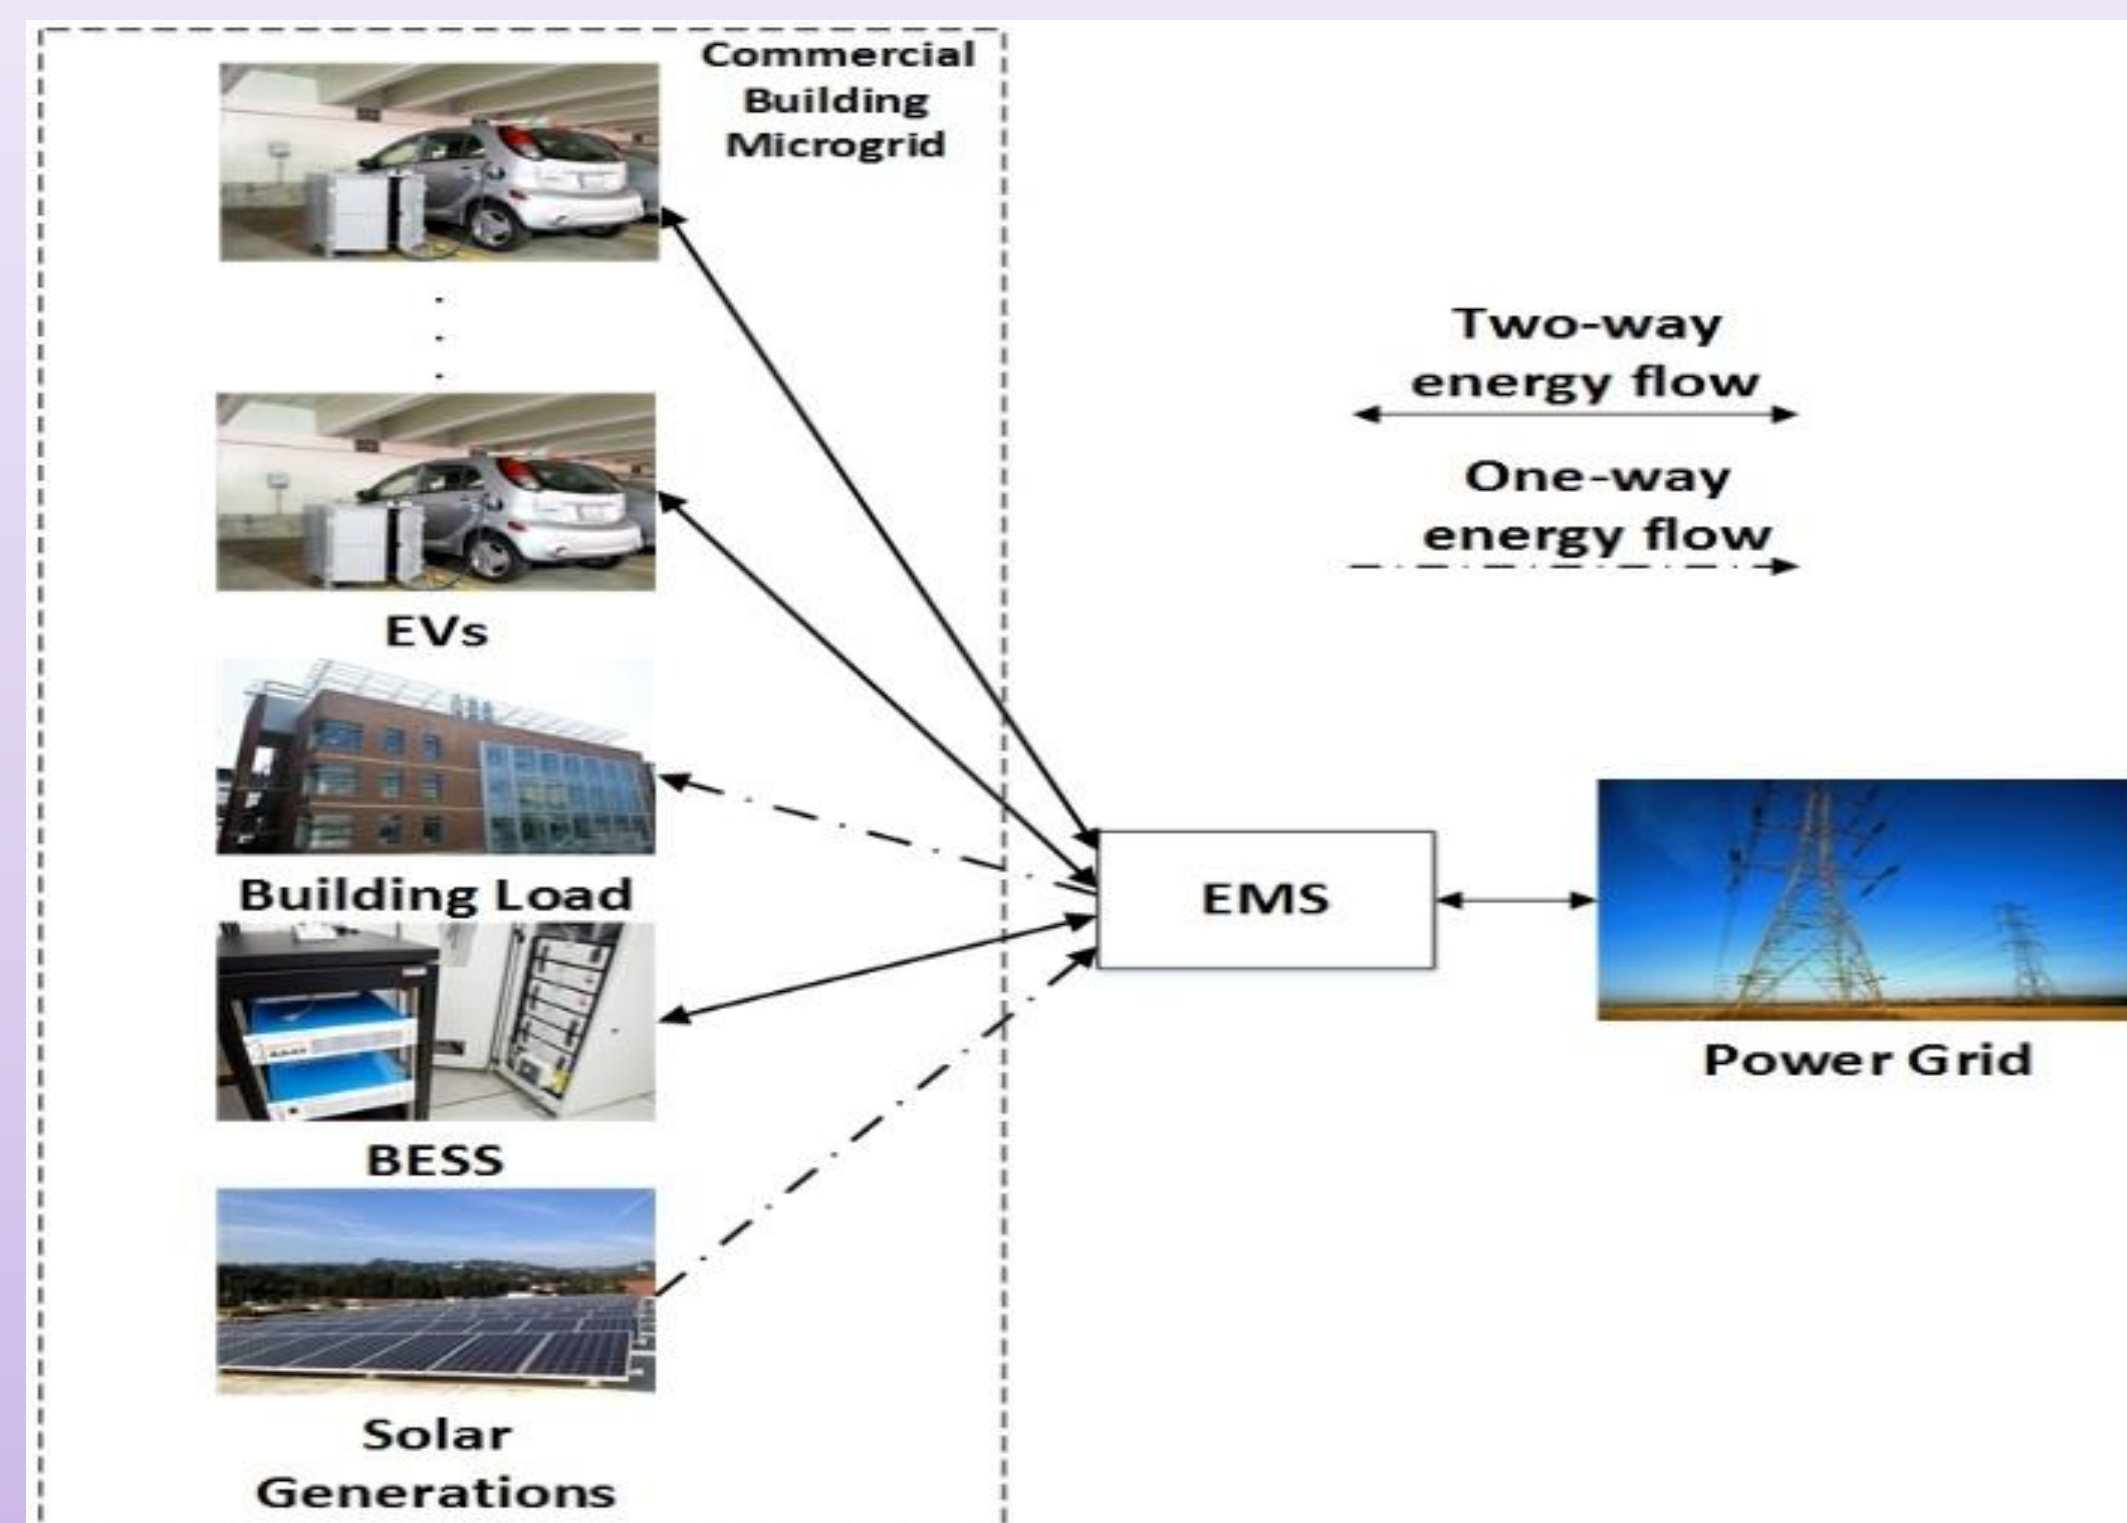 Commercial
Building
Microgrid
EVs
Building Load
BESS
Solar
Generations
Two-way
energy flow
One-way
energy flow
EMS
Power Grid